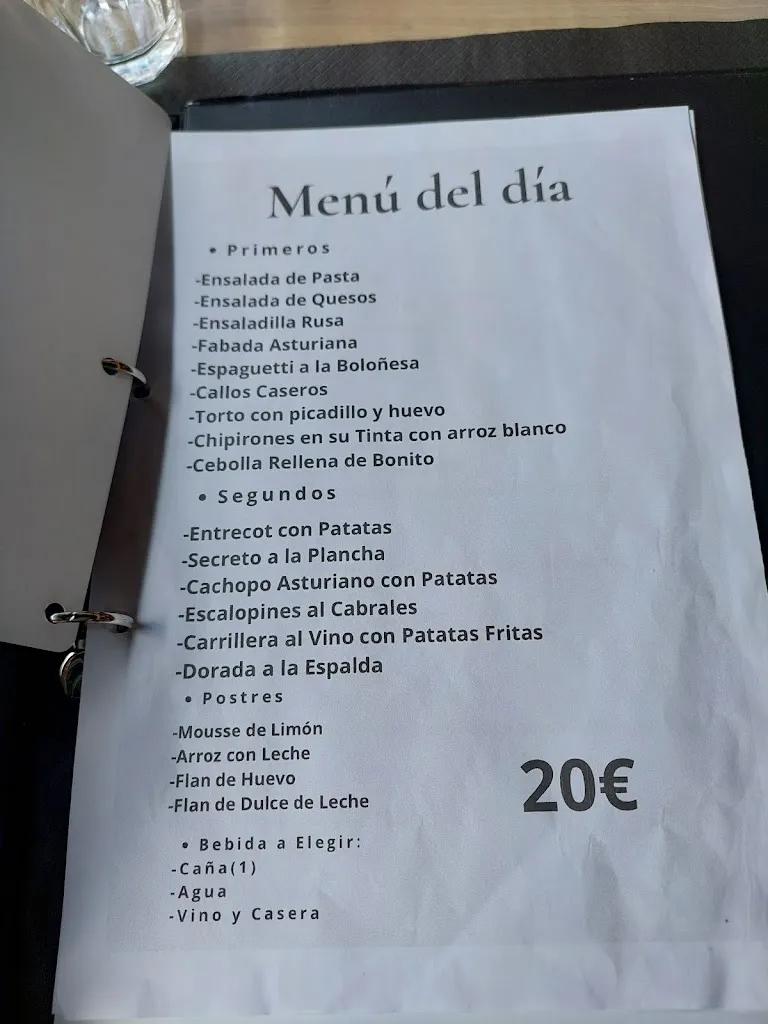 Menú del día
• Primeros
-Ensalada de Pasta
-Ensalada de Quesos
-Ensaladilla Rusa
-Fabada Asturiana
-Espaguetti a la Boloñesa
-Callos Caseros
-Torto con picadillo y huevo
-Chipirones en su Tinta con arroz blanco
-Cebolla Rellena de Bonito
• Segundos
-Entrecot con Patatas
-Secreto a la Plancha
-Cachopo Asturiano con Patatas
-Escalopines al Cabrales
-Carrillera al Vino con Patatas Fritas
-Dorada a la Espalda
• Postres
-Mousse de Limón
-Arroz con Leche
-Flan de Huevo
-Flan de Dulce de Leche
20€
• Bebida a Elegir:
-Caña(1)
-Agua
-Vino y Casera